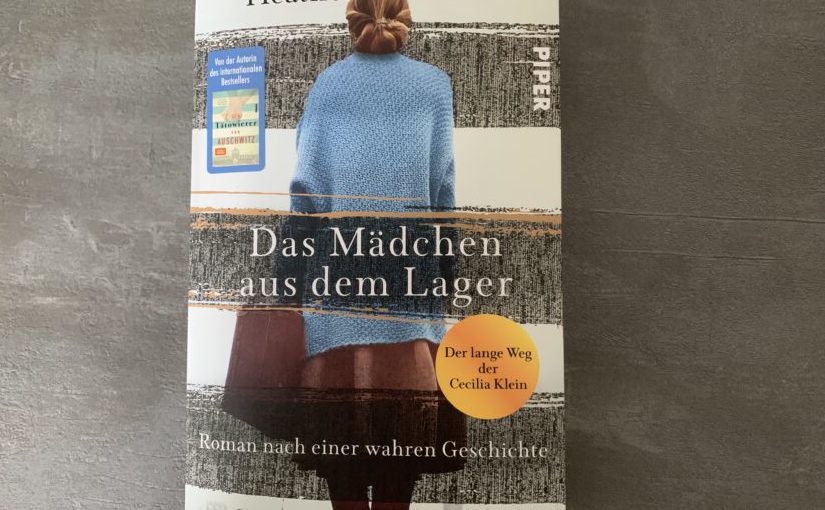 Von der Autorin
des internationalen
Bestsellers
Tätowierer
VON
AUSCHWITZ
PIPER
Das Mädchen
aus dem Lager
Der lange Weg
der
Cecilia Klein
Roman nach einer wahren Geschichte